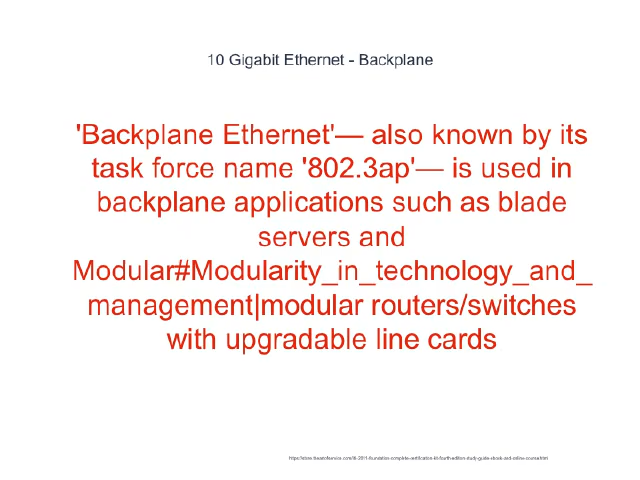 10 Gigabit Ethernet - Backplane
'Backplane Ethernet'— also known by its
task force name '802.3ap'— is used in
backplane applications such as blade
servers and
Modular#Modularity_in_technology_and_
management|modular routers/switches
with upgradable line cards